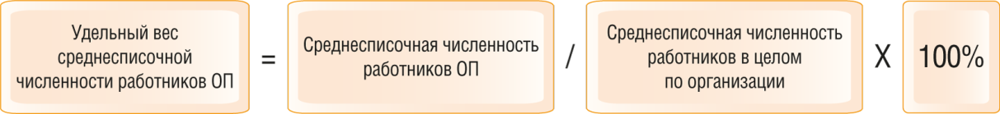 Удельный вес
среднесписочной
численности работников ОП
=
Среднесписочная численность
работников ОП
/
Среднесписочная численность
работников в целом
по организации
X
100%